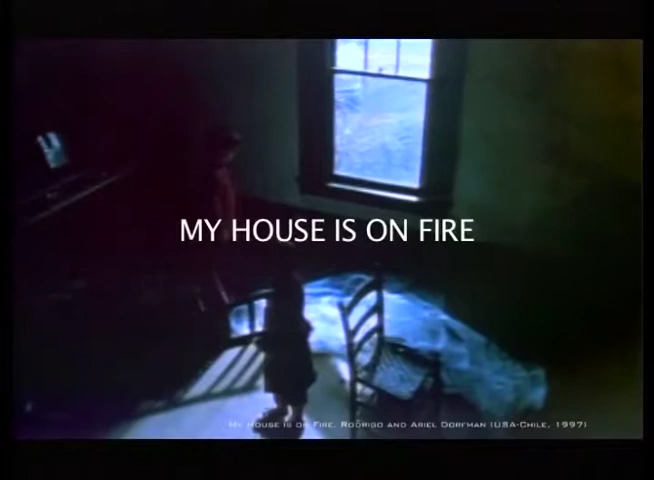 MY HOUSE IS ON FIRE
My House is on Fire, Rodrigo and Ariel Dorfman (USA-Chile, 1997)